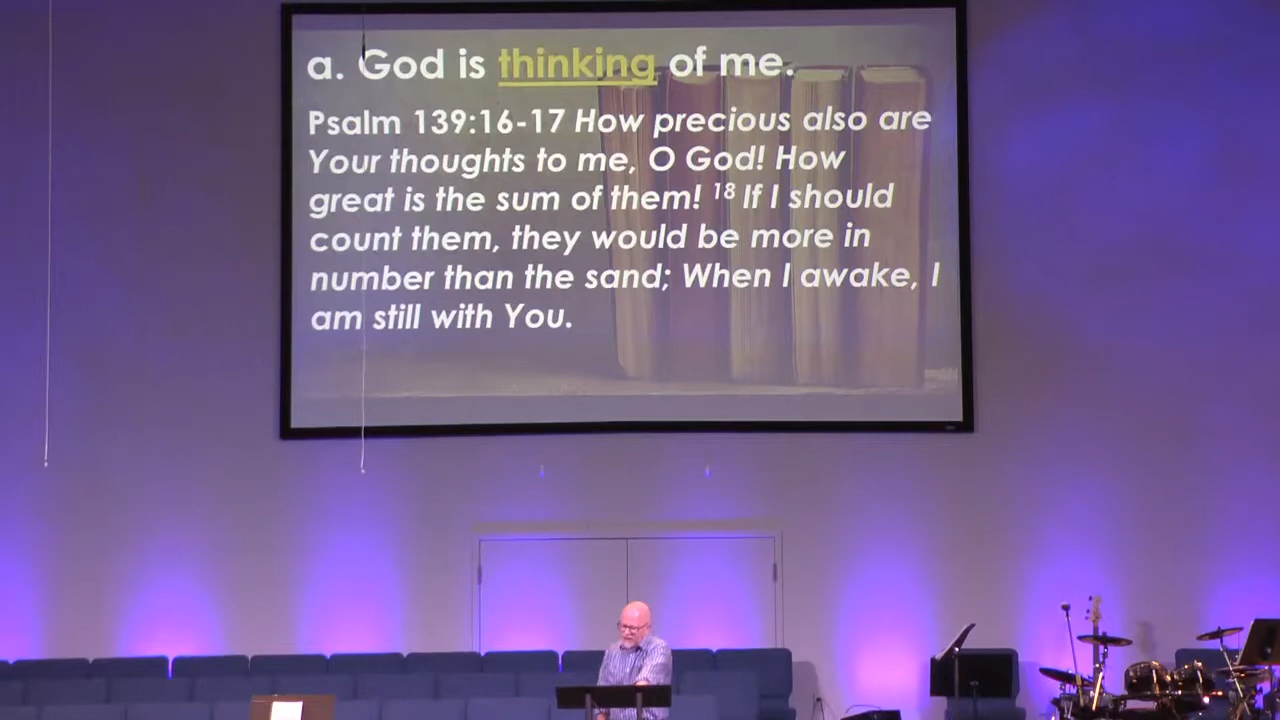 a. God is thinking of me.
Psalm 139:16-17 How precious also are
Your thoughts to me, O God! How
great is the sum of them! 18 If I should
count them, they would be more in
number than the sand; When I awake, I
am still with You.